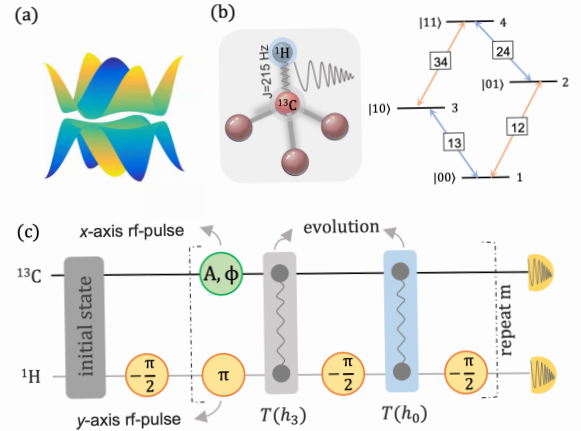 (a)
(b)
¹H
J=215 Hz
¹³C
|11⟩ 4
34 24
|01⟩ 2
|10⟩ 3
13 12
|00⟩ 1
(c)
x-axis rf-pulse
evolution
¹³C
A, ϕ
initial state
repeat m
¹H
-π/2
π
-π/2
-π/2
y-axis rf-pulse
T(h₃)
T(h₀)